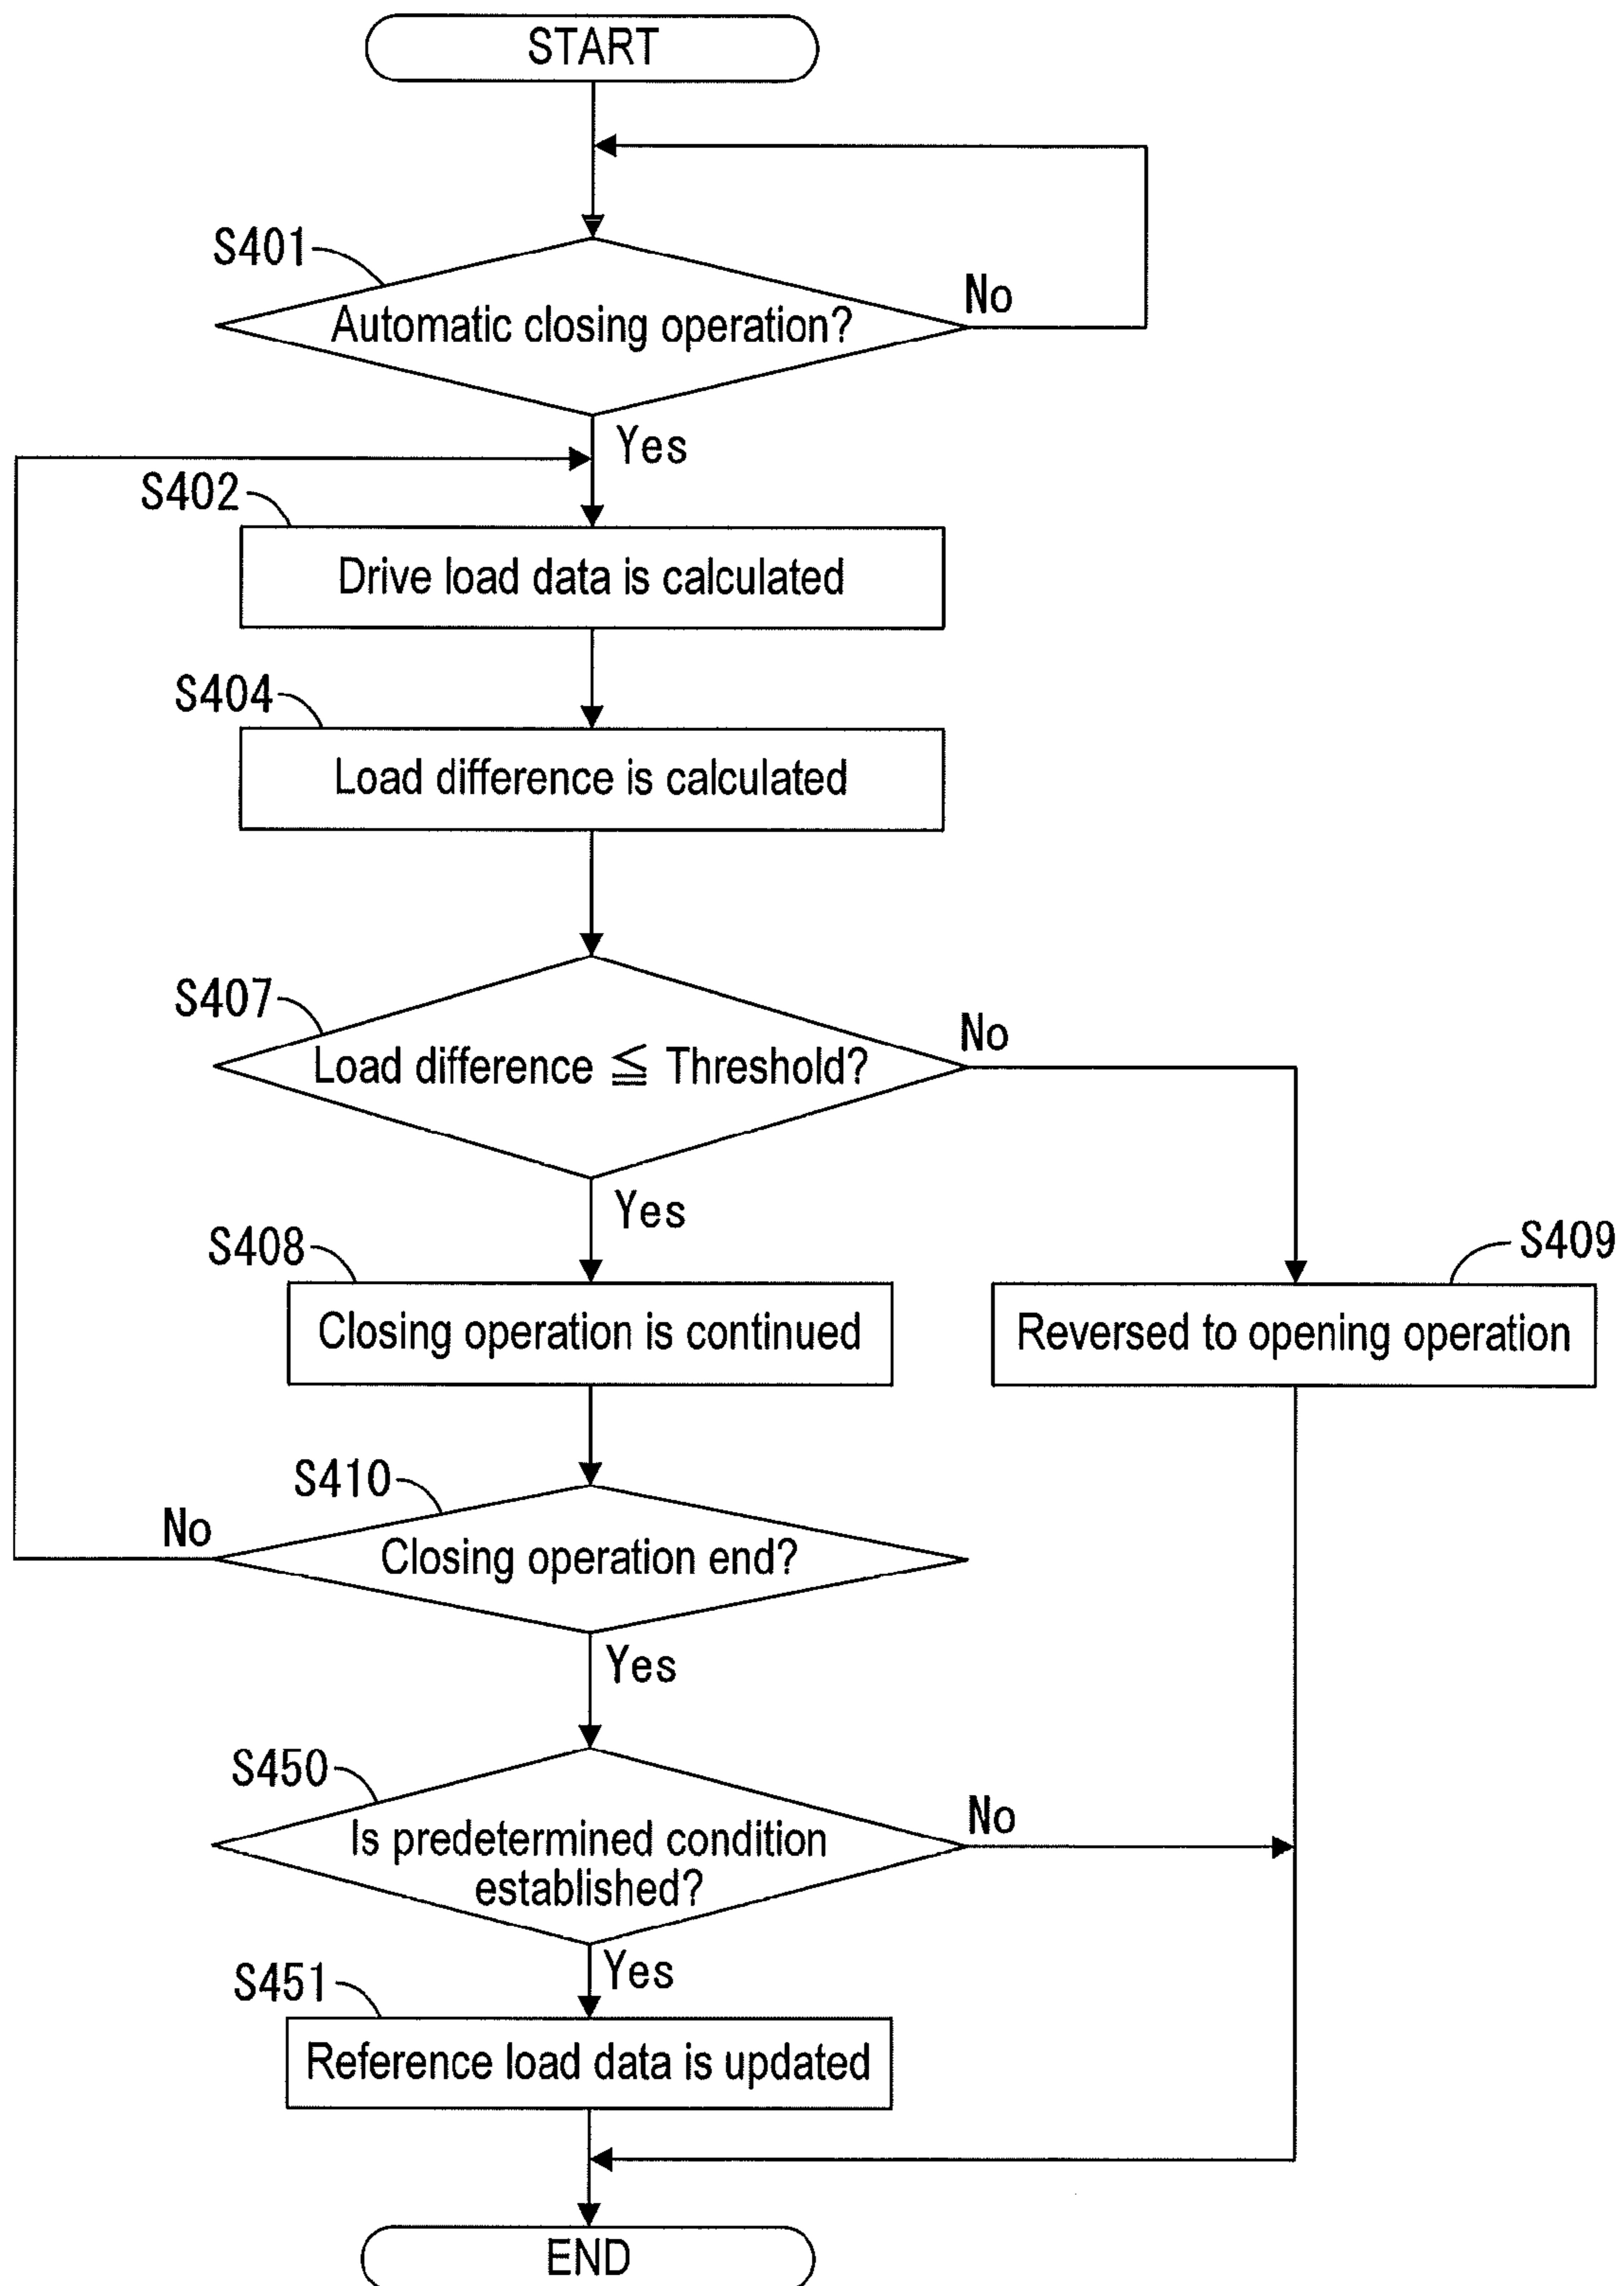 START
S401
Automatic closing operation?
No
Yes
S402
Drive load data is calculated
S404
Load difference is calculated
S407
Load difference ≦ Threshold?
No
Yes
S408
Closing operation is continued
S409
Reversed to opening operation
S410
No
Closing operation end?
Yes
S450
Is predetermined condition
established?
No
Yes
S451
Reference load data is updated
END